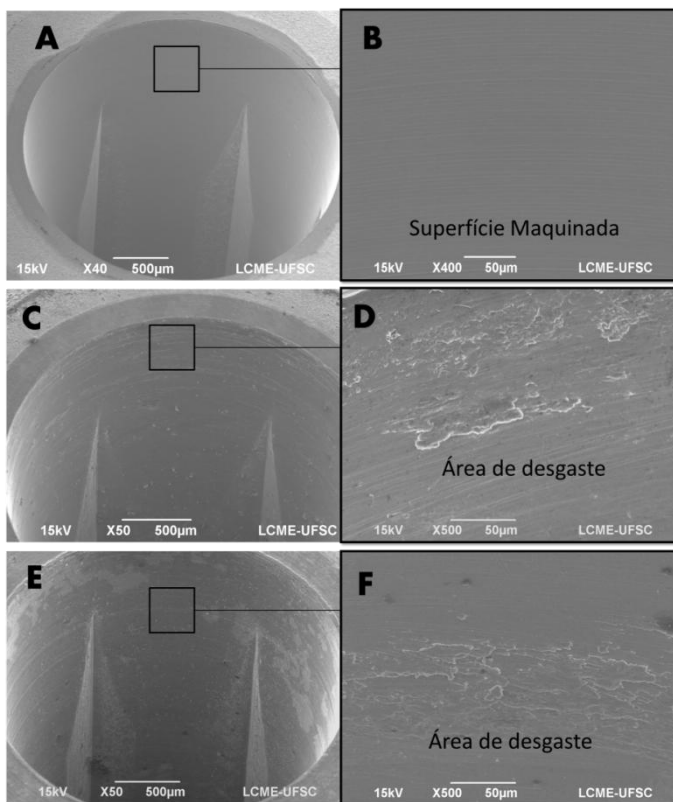 A
15kV X40 500µm LCME-UFSC
B
Superfície Maquinada
15kV X400 50µm LCME-UFSC
C
15kV X50 500µm LCME-UFSC
D
Área de desgaste
15kV X500 50µm LCME-UFSC
E
15kV X50 500µm LCME-UFSC
F
Área de desgaste
15kV X500 50µm LCME-UFSC